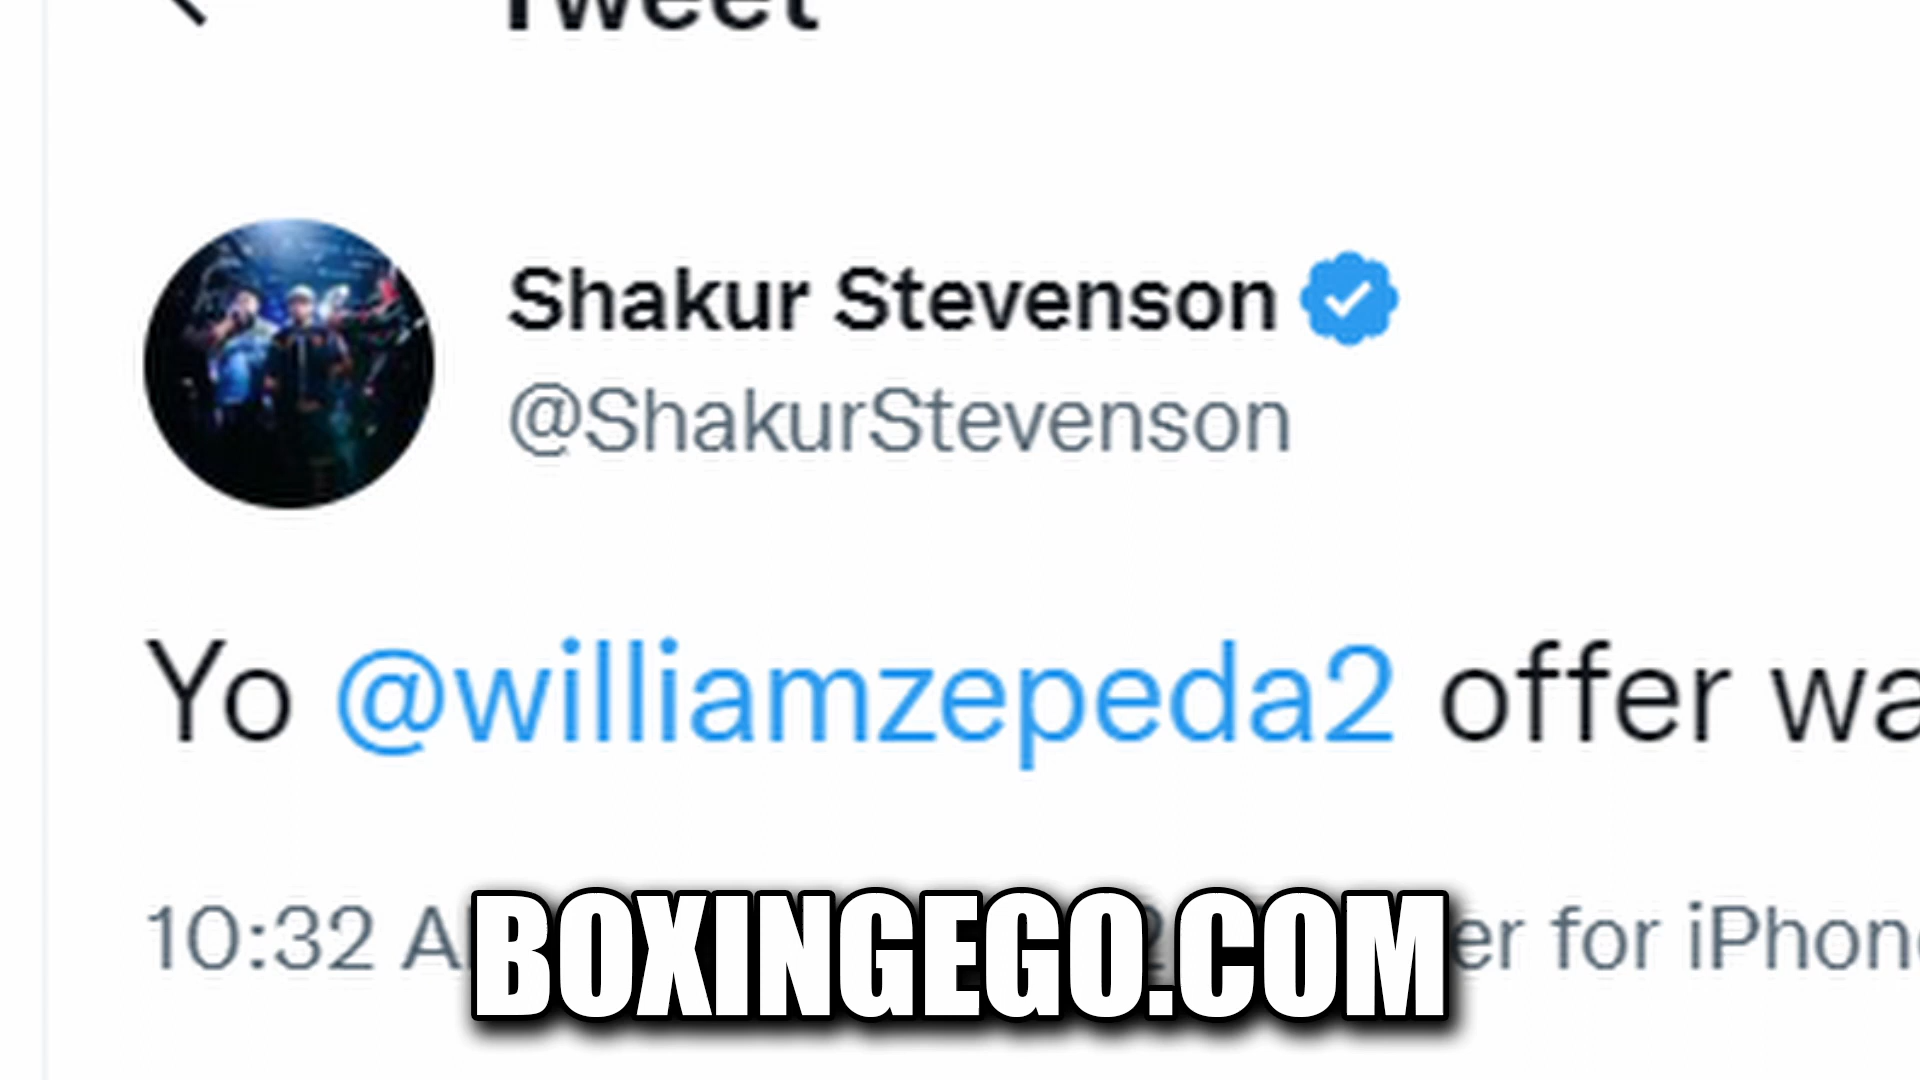 Tweet
Shakur Stevenson
@ShakurStevenson
Yo @williamzepeda2 offer wa
10:32 A
er for iPhon
BOXINGEGO.COM